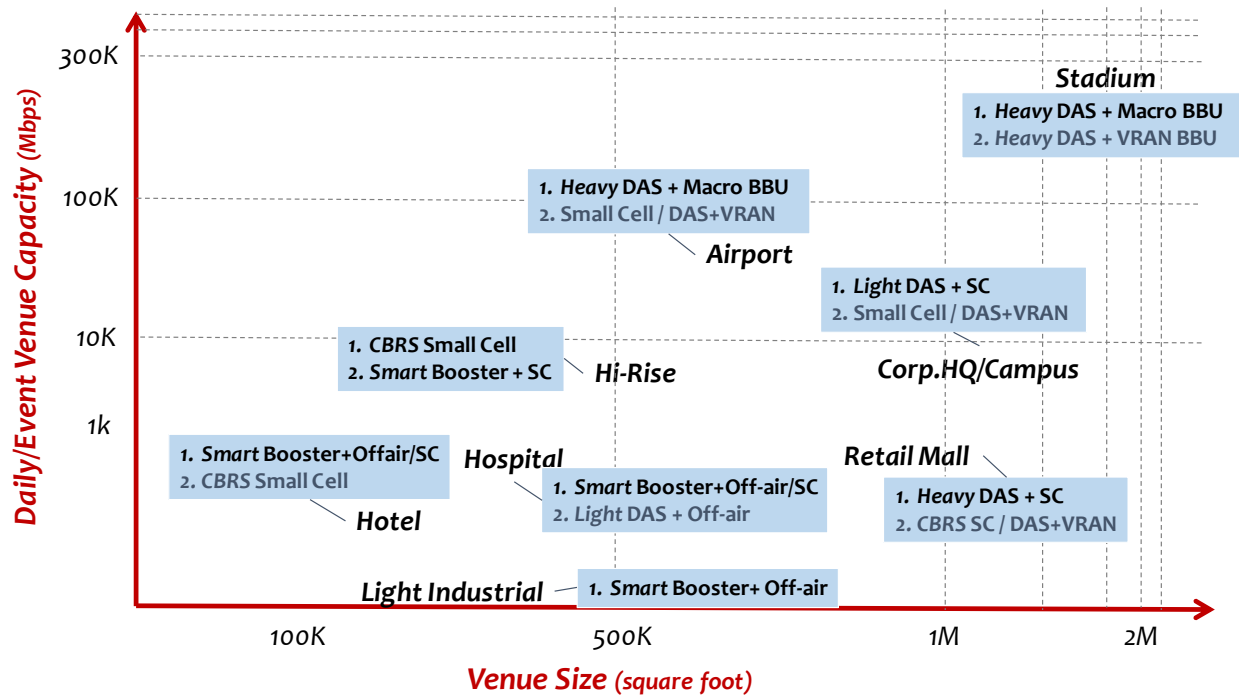 Daily/Event Venue Capacity (Mbps)
300K
100K
10K
1k
Stadium
1. Heavy DAS + Macro BBU
2. Heavy DAS + VRAN BBU
1. Heavy DAS + Macro BBU
2. Small Cell / DAS+VRAN
Airport
1. Light DAS + SC
2. Small Cell / DAS+VRAN
Corp.HQ/Campus
1. CBRS Small Cell
2. Smart Booster + SC
Hi-Rise
1. Smart Booster+Offair/SC
2. CBRS Small Cell
Hotel
Hospital
1. Smart Booster+Off-air/SC
2. Light DAS + Off-air
Retail Mall
1. Heavy DAS + SC
2. CBRS SC / DAS+VRAN
Light Industrial
1. Smart Booster+ Off-air
100K
500K
1M
2M
Venue Size (square foot)